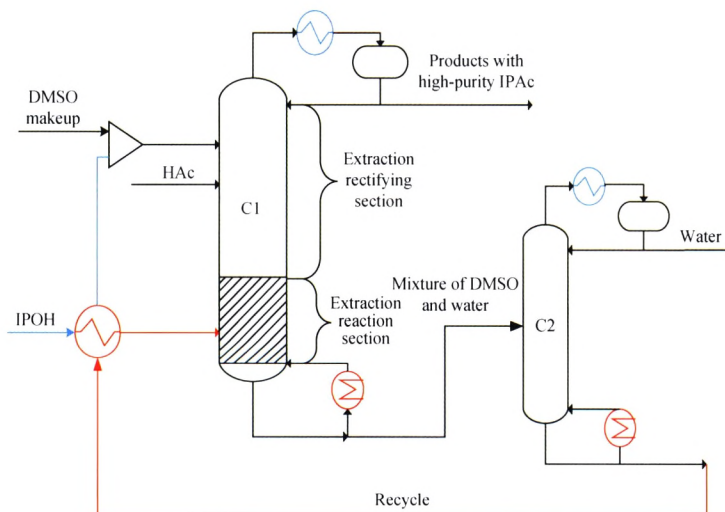 Products with
high-purity IPAc
DMSO
makeup
HAc
Extraction
rectifying
section
C1
Water
Mixture of DMSO
and water
IPOH
Extraction
reaction
section
C2
Recycle